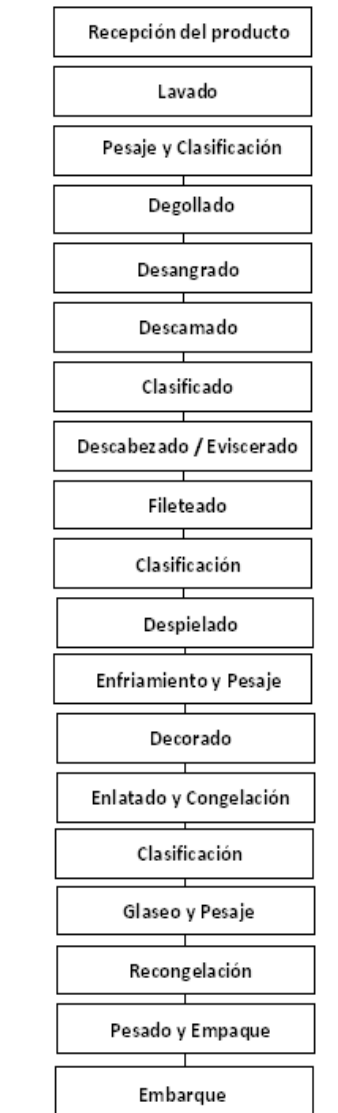 Recepción del producto
Lavado
Pesaje y Clasificación
Degollado
Desangrado
Descamado
Clasificado
Descabezado / Eviscerado
Fileteado
Clasificación
Despielado
Enfriamiento y Pesaje
Decorado
Enlatado y Congelación
Clasificación
Glaseo y Pesaje
Recongelación
Pesado y Empaque
Embarque